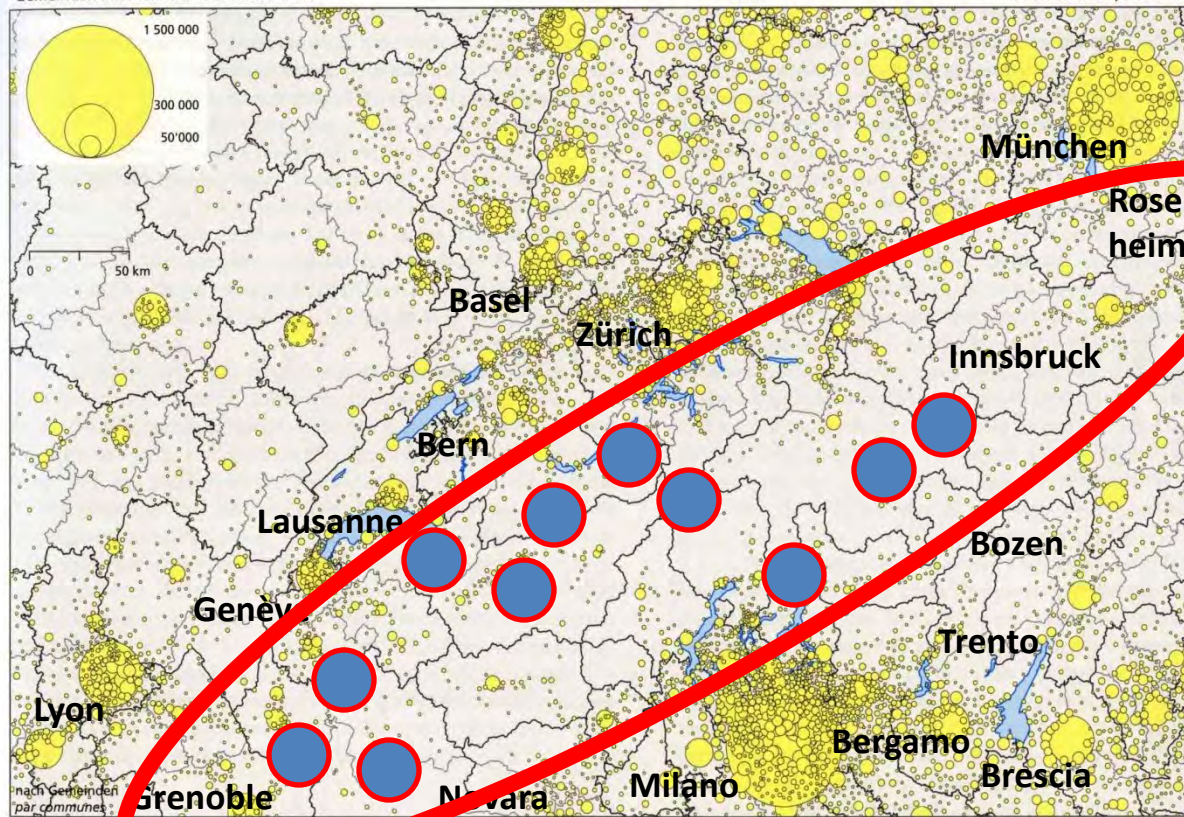 1 500 000
300 000
50'000
0
50 km
München
Rose
heim
Basel
Zürich
Innsbruck
Bern
Lausanne
Bozen
Genève
Trento
Lyon
Bergamo
Milano
Brescia
Grenoble
Novara
nach Gemeinden
par communes